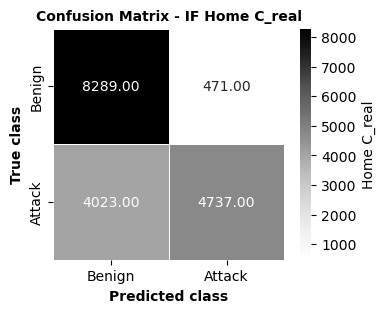 Confusion Matrix - IF Home C_real
True class
Benign
Attack
8289.00
471.00
4023.00
4737.00
Benign
Attack
Predicted class
8000
7000
6000
5000
4000
3000
2000
1000
Home C_real